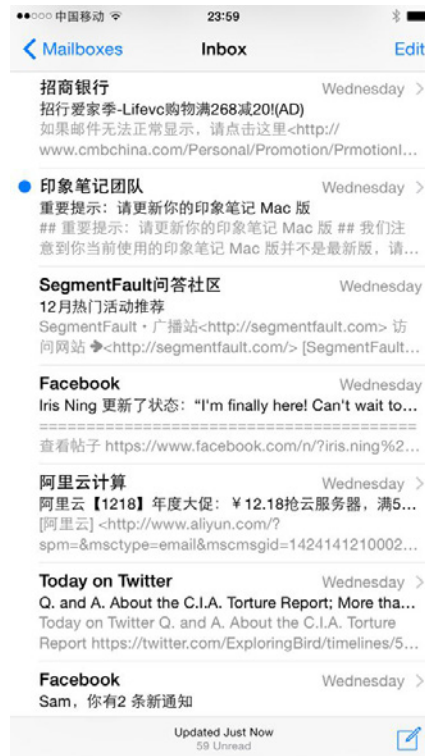 中国移动 23:59
Mailboxes Inbox Edit
招商银行 Wednesday
招行爱家季-Lifevc购物满268减20!(AD)
如果邮件无法正常显示，请点击这里<http://
www.cmbchina.com/Personal/Promotion/PrmotionI...
印象笔记团队 Wednesday
重要提示：请更新你的印象笔记 Mac 版
## 重要提示：请更新你的印象笔记 Mac 版 ## 我们注
意到你当前使用的印象笔记 Mac 版并不是最新版，请...
SegmentFault问答社区 Wednesday
12月热门活动推荐
SegmentFault・广播站<http://segmentfault.com> 访
问网站 ➔<http://segmentfault.com/> [SegmentFault...
Facebook Wednesday
Iris Ning 更新了状态：“I'm finally here! Can't wait to...
========================================
查看帖子 https://www.facebook.com/n/?iris.ning%2...
阿里云计算 Wednesday
阿里云【1218】年度大促：￥12.18抢云服务器，满5...
[阿里云] <http://www.aliyun.com/?
spm=&msctype=email&mscmsgid=1424141210002...
Today on Twitter Wednesday
Q. and A. About the C.I.A. Torture Report; More tha...
Today on Twitter Q. and A. About the C.I.A. Torture
Report https://twitter.com/ExploringBird/timelines/5...
Facebook Wednesday
Sam，你有2 条新通知
Updated Just Now
59 Unread